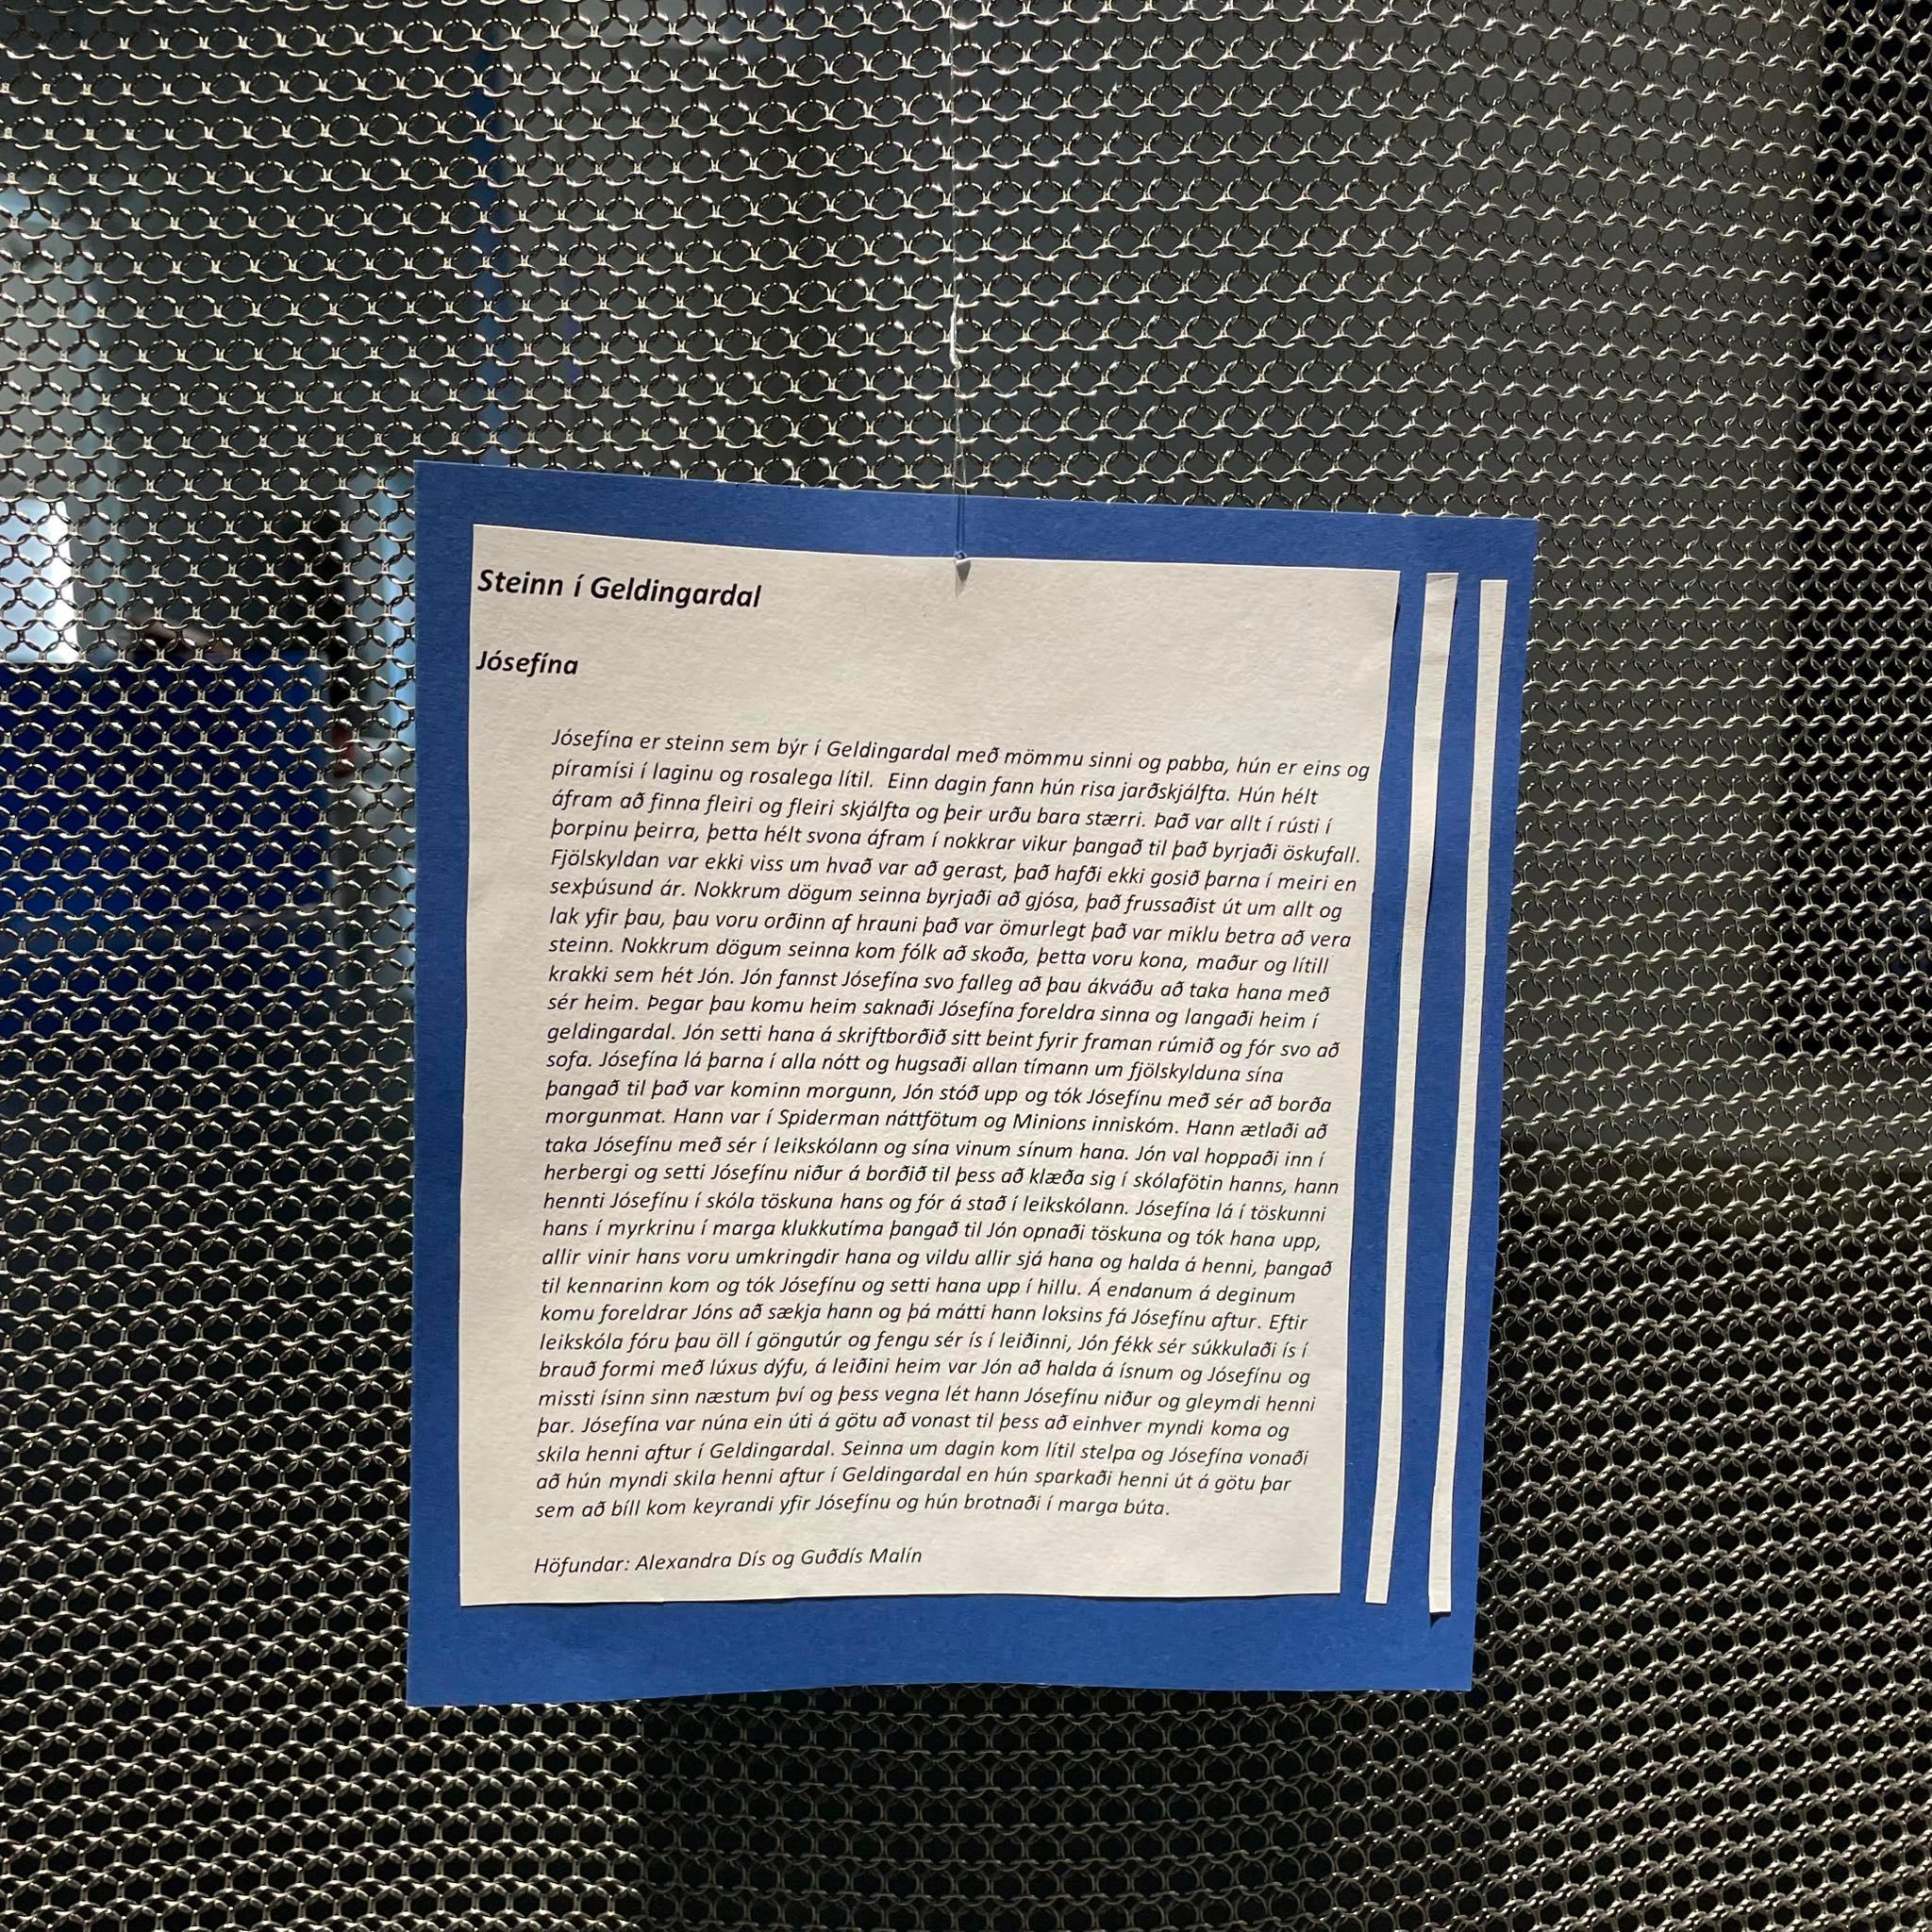 Steinn í Geldingardal
Jósefína
Jósefína er steinn sem býr í Geldingardal með mömmu sinni og pabba, hún er eins og
píramísi í laginu og rosalega lítil.  Einn dagin fann hún risa jarðskjálfta. Hún hélt
áfram að finna fleiri og fleiri skjálfta og þeir urðu bara stærri. Það var allt í rústi í
þorpinu þeirra, þetta hélt svona áfram í nokkrar vikur þangað til það byrjaði öskufall.
Fjölskyldan var ekki viss um hvað var að gerast, það hafði ekki gosið þarna í meiri en
sexþúsund ár. Nokkrum dögum seinna byrjaði að gjósa, það frussaðist út um allt og
lak yfir þau, þau voru orðinn af hrauni það var ömurlegt það var miklu betra að vera
steinn. Nokkrum dögum seinna kom fólk að skoða, þetta voru kona, maður og lítill
krakki sem hét Jón. Jón fannst Jósefína svo falleg að þau ákváðu að taka hana með
sér heim. Þegar þau komu heim saknaði Jósefína foreldra sinna og langaði heim í
geldingardal. Jón setti hana á skriftborðið sitt beint fyrir framan rúmið og fór svo að
sofa. Jósefína lá þarna í alla nótt og hugsaði allan tímann um fjölskylduna sína
þangað til það var kominn morgunn, Jón stóð upp og tók Jósefínu með sér að borða
morgunmat. Hann var í Spiderman náttfötum og Minions inniskóm. Hann ætlaði að
taka Jósefínu með sér í leikskólann og sína vinum sínum hana. Jón val hoppaði inn í
herbergi og setti Jósefínu niður á borðið til þess að klæða sig í skólafötin hanns, hann
hennti Jósefínu í skóla töskuna hans og fór á stað í leikskólann. Jósefína lá í töskunni
hans í myrkrinu í marga klukkutíma þangað til Jón opnaði töskuna og tók hana upp,
allir vinir hans voru umkringdir hana og vildu allir sjá hana og halda á henni, þangað
til kennarinn kom og tók Jósefínu og setti hana upp í hillu. Á endanum á deginum
komu foreldrar Jóns að sækja hann og þá mátti hann loksins fá Jósefínu aftur. Eftir
leikskóla fóru þau öll í göngutúr og fengu sér ís í leiðinni, Jón fékk sér súkkulaði ís í
brauð formi með lúxus dýfu, á leiðini heim var Jón að halda á ísnum og Jósefínu og
missti ísinn sinn næstum því og þess vegna lét hann Jósefínu niður og gleymdi henni
þar. Jósefína var núna ein úti á götu að vonast til þess að einhver myndi koma og
skila henni aftur í Geldingardal. Seinna um dagin kom lítil stelpa og Jósefína vonaði
að hún myndi skila henni aftur í Geldingardal en hún sparkaði henni út á götu þar
sem að bíll kom keyrandi yfir Jósefínu og hún brotnaði í marga búta.
Höfundar: Alexandra Dís og Guðdís Malín